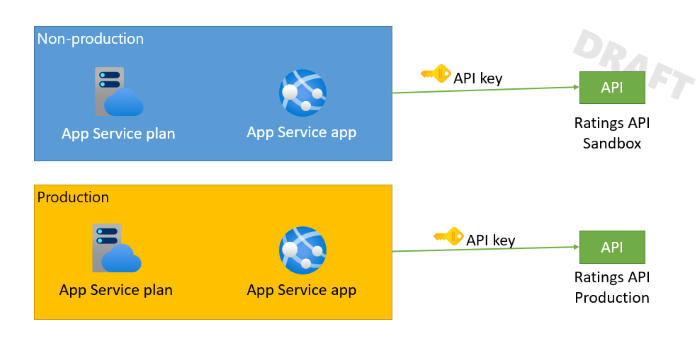 Non-production
App Service plan
App Service app
API key
DRAFT
API
Ratings API
Sandbox
Production
App Service plan
App Service app
API key
API
Ratings API
Production